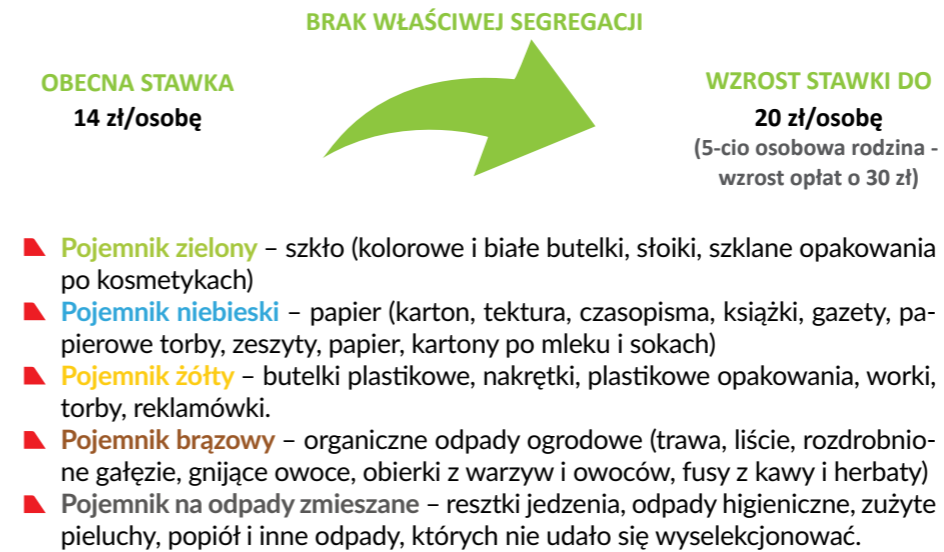 BRAK WŁAŚCIWEJ SEGREGACJI
OBECNA STAWKA
14 zł/osobę
WZROST STAWKI DO
20 zł/osobę
(5-cio osobowa rodzina -
wzrost opłat o 30 zł)
Pojemnik zielony – szkło (kolorowe i białe butelki, słoiki, szklane opakowania
po kosmetykach)
Pojemnik niebieski – papier (karton, tektura, czasopisma, książki, gazety, pa-
pierowe torby, zeszyty, papier, kartony po mleku i sokach)
Pojemnik żółty – butelki plastikowe, nakrętki, plastikowe opakowania, worki,
torby, reklamówki.
Pojemnik brązowy – organiczne odpady ogrodowe (trawa, liście, rozdrobnio-
ne gałęzie, gnijące owoce, obierki z warzyw i owoców, fusy z kawy i herbaty)
Pojemnik na odpady zmieszane – resztki jedzenia, odpady higieniczne, zużyte
pieluchy, popiół i inne odpady, których nie udało się wyselekcjonować.